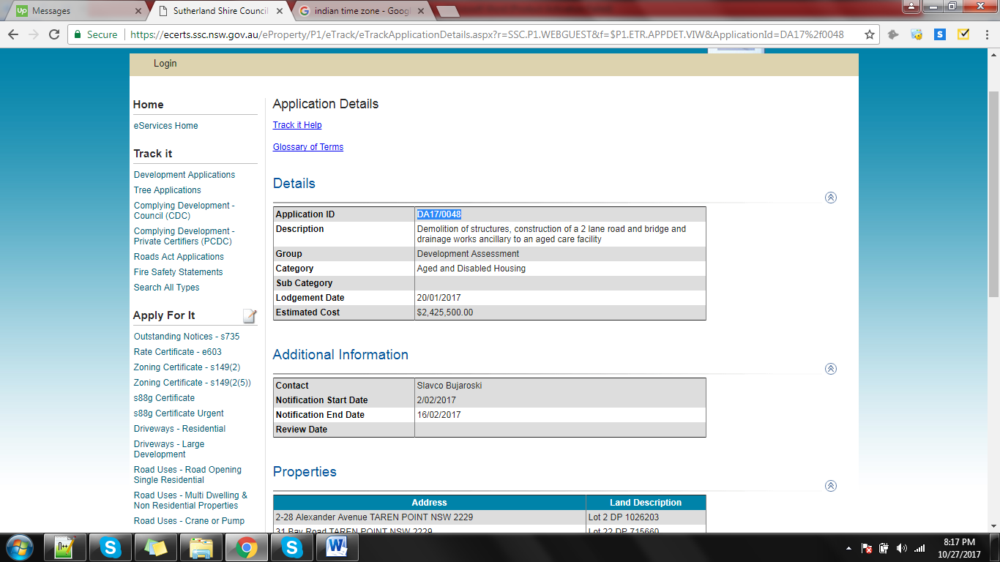 Messages
Sutherland Shire Council
indian time zone - Goog
Secure
https://ecerts.ssc.nsw.gov.au/eProperty/P1/eTrack/eTrackApplicationDetails.aspx?r=SSC.P1.WEBGUEST&f=$P1.ETR.APPDET.VIW&ApplicationId=DA17%2f0048
Login
Home
eServices Home
Track it
Development Applications
Tree Applications
Complying Development -
Council (CDC)
Complying Development -
Private Certifiers (PCDC)
Roads Act Applications
Fire Safety Statements
Search All Types
Apply For It
Outstanding Notices - s735
Rate Certificate - e603
Zoning Certificate - s149(2)
Zoning Certificate - s149(2(5))
s88g Certificate
s88g Certificate Urgent
Driveways - Residential
Driveways - Large
Development
Road Uses - Road Opening
Single Residential
Road Uses - Multi Dwelling &
Non Residential Properties
Road Uses - Crane or Pump
Application Details
Track it Help
Glossary of Terms
Details
Application ID DA17/0048
Description Demolition of structures, construction of a 2 lane road and bridge and
drainage works ancillary to an aged care facility
Group Development Assessment
Category Aged and Disabled Housing
Sub Category
Lodgement Date 20/01/2017
Estimated Cost $2,425,500.00
Additional Information
Contact Slavco Bujaroski
Notification Start Date 2/02/2017
Notification End Date 16/02/2017
Review Date
Properties
Address Land Description
2-28 Alexander Avenue TAREN POINT NSW 2229 Lot 2 DP 1026203
31 Bay Road TAREN POINT NSW 2229 Lot 22 DP 715660
8:17 PM
10/27/2017